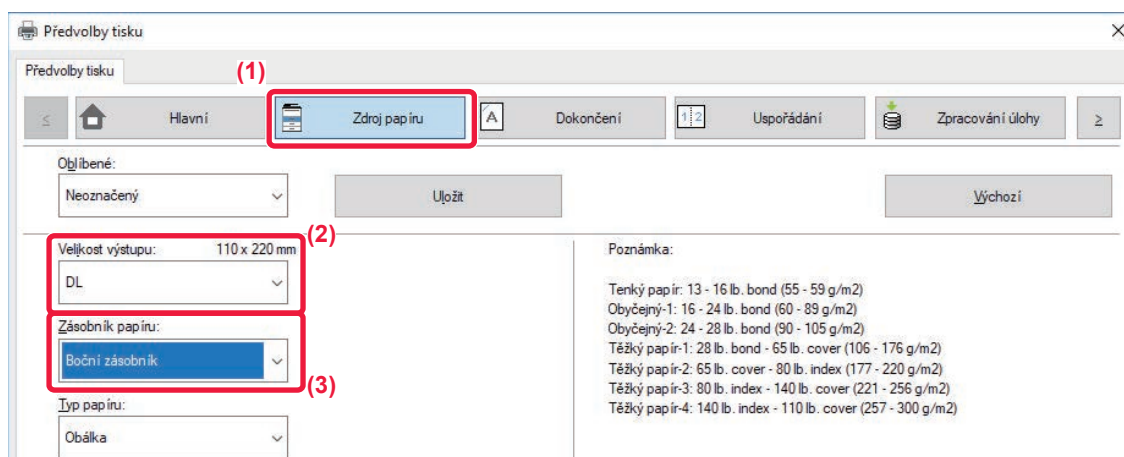 Předvolby tisku
Předvolby tisku
(1)
< Hlavní Zdroj papíru A Dokončení 1 2 Uspořádání Zpracování úlohy >
Oblíbené:
Neoznačený Uložit Výchozí
(2)
Velikost výstupu: 110 x 220 mm
DL
Zásobník papíru:
Boční zásobník
(3)
Typ papíru:
Obálka
Poznámka:
Tenký papír: 13 - 16 lb. bond (55 - 59 g/m2)
Obyčejný-1: 16 - 24 lb. bond (60 - 89 g/m2)
Obyčejný-2: 24 - 28 lb. bond (90 - 105 g/m2)
Těžký papír-1: 28 lb. bond - 65 lb. cover (106 - 176 g/m2)
Těžký papír-2: 65 lb. cover - 80 lb. index (177 - 220 g/m2)
Těžký papír-3: 80 lb. index - 140 lb. cover (221 - 256 g/m2)
Těžký papír-4: 140 lb. index - 110 lb. cover (257 - 300 g/m2)